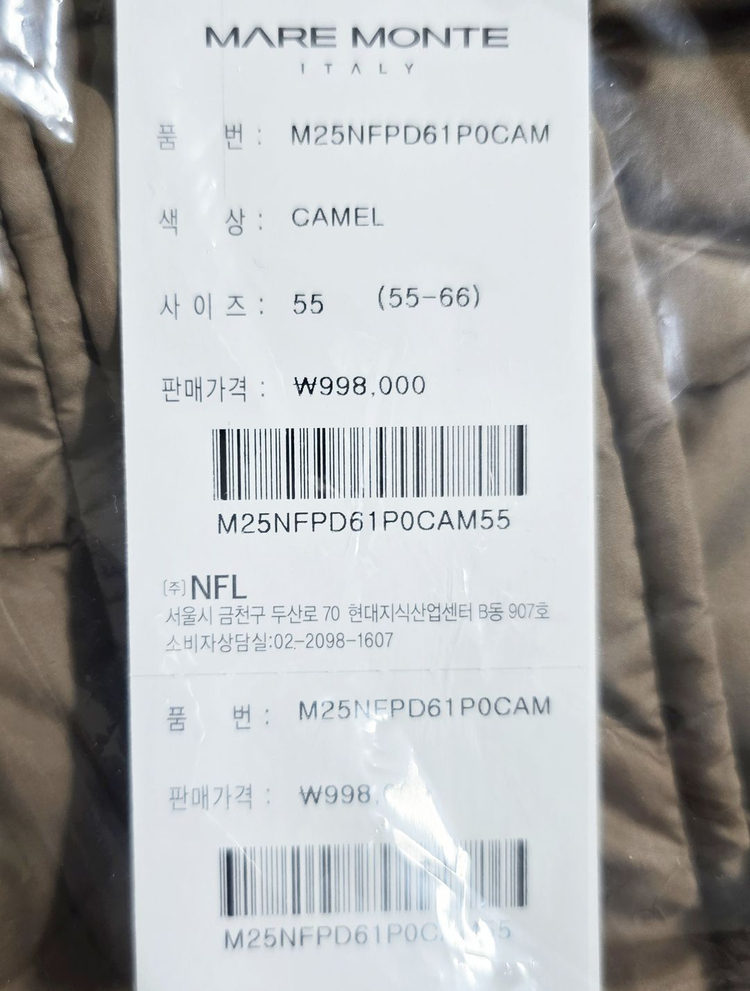 MARE MONTE
ITALY
품 번 : M25NFPD61P0CAM
색 상 : CAMEL
사 이 즈 : 55 (55-66)
판매가격 : ₩998,000
M25NFPD61P0CAM55
(주)NFL
서울시 금천구 두산로 70 현대지식산업센터 B동 907호
소비자상담실:02-2098-1607
품 번 : M25NFPD61P0CAM
판매가격 :